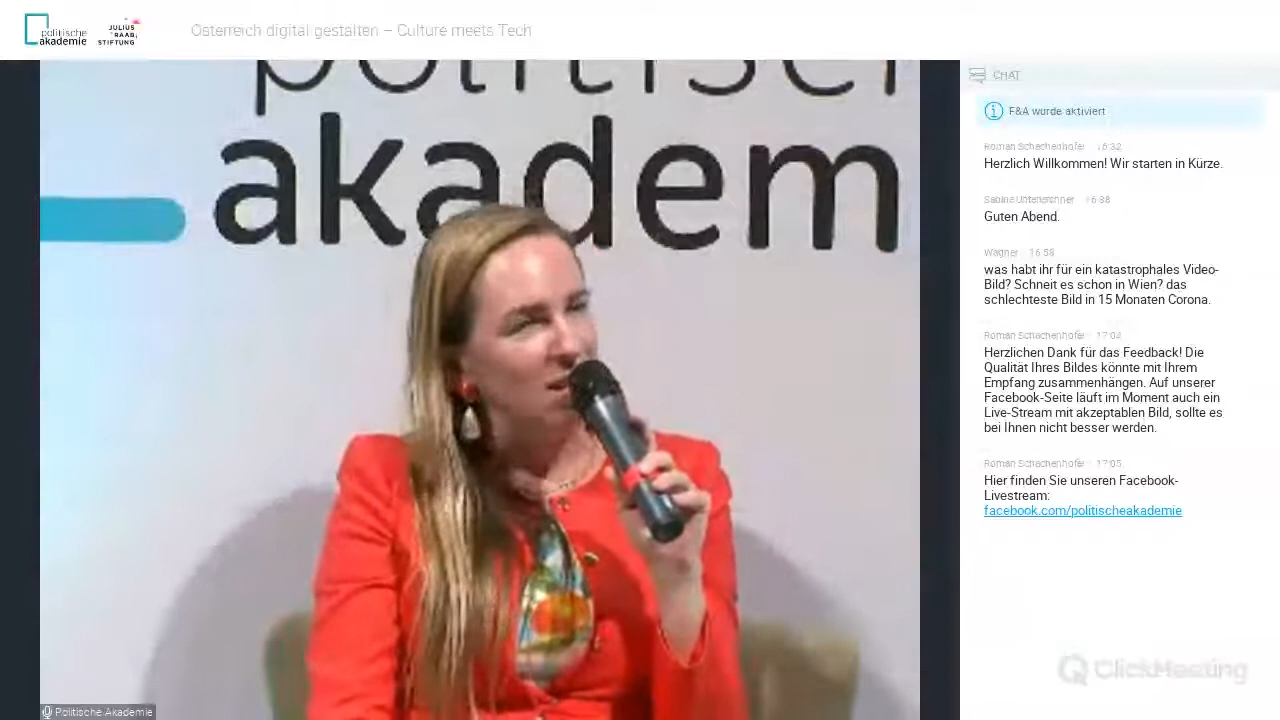 politische
akademie
JULIUS
RAAB
STIFTUNG
Österreich digital gestalten – Culture meets Tech
politisch
akadem
Politische Akademie
CHAT
F&A wurde aktiviert
Roman Schachenhofer 16:32
Herzlich Willkommen! Wir starten in Kürze.
Guten Abend.
Wagner 16:58
was habt ihr für ein katastrophales Video-
Bild? Schneit es schon in Wien? das
schlechteste Bild in 15 Monaten Corona.
Roman Schachenhofer 17:04
Herzlichen Dank für das Feedback! Die
Qualität Ihres Bildes könnte mit Ihrem
Empfang zusammenhängen. Auf unserer
Facebook-Seite läuft im Moment auch ein
Live-Stream mit akzeptablen Bild, sollte es
bei Ihnen nicht besser werden.
Roman Schachenhofer 17:05
Hier finden Sie unseren Facebook-
Livestream:
facebook.com/politischeakademie
ClickMeeting